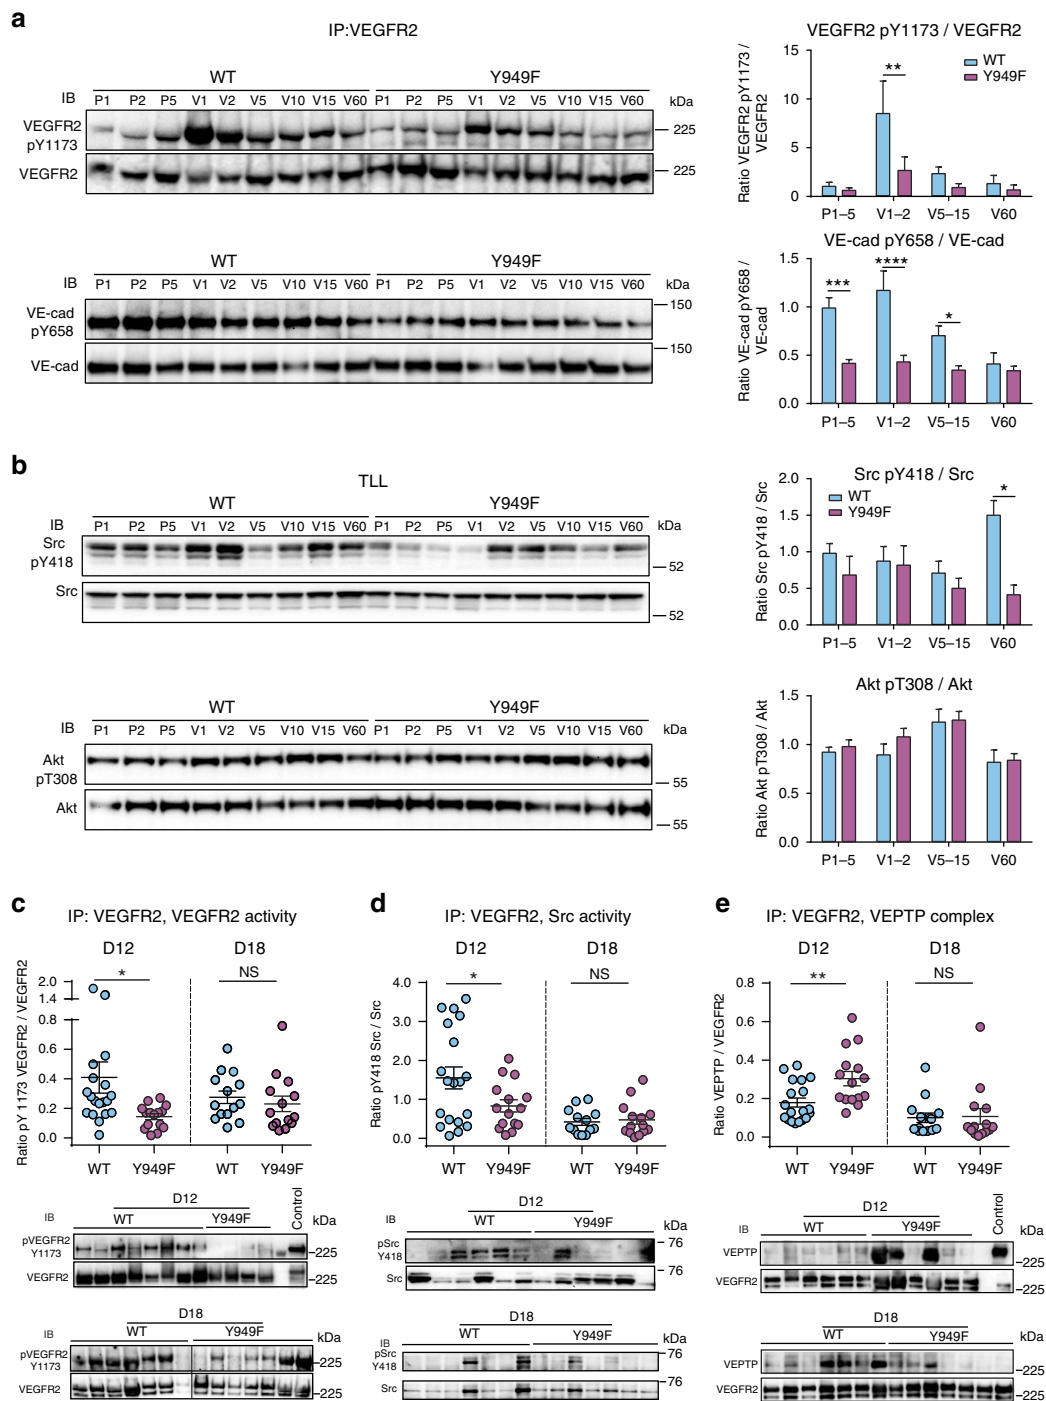 a
IP:VEGFR2
WT Y949F
IB P1 P2 P5 V1 V2 V5 V10 V15 V60 P1 P2 P5 V1 V2 V5 V10 V15 V60 kDa
VEGFR2
pY1173
225
VEGFR2
225
VEGFR2 pY1173 / VEGFR2
Ratio VEGFR2 pY1173 /
VEGFR2
15
10
5
0
WT
Y949F
**
P1–5 V1–2 V5–15 V60
WT Y949F
IB P1 P2 P5 V1 V2 V5 V10 V15 V60 P1 P2 P5 V1 V2 V5 V10 V15 V60 kDa
VE-cad
pY658
150
VE-cad
150
VE-cad pY658 / VE-cad
Ratio VE-cad pY658 /
VE-cad
1.5
1.0
0.5
0.0
*** **** *
P1–5 V1–2 V5–15 V60
b
TLL
WT Y949F
IB P1 P2 P5 V1 V2 V5 V10 V15 V60 P1 P2 P5 V1 V2 V5 V10 V15 V60 kDa
Src
pY418
52
Src
52
Src pY418 / Src
Ratio Src pY418 / Src
2.0
1.5
1.0
0.5
0.0
WT
Y949F
*
P1–5 V1–2 V5–15 V60
WT Y949F
IB P1 P2 P5 V1 V2 V5 V10 V15 V60 P1 P2 P5 V1 V2 V5 V10 V15 V60 kDa
Akt
pT308
55
Akt
55
Akt pT308 / Akt
Ratio Akt pT308 / Akt
1.5
1.0
0.5
0.0
P1–5 V1–2 V5–15 V60
c
IP: VEGFR2, VEGFR2 activity
D12 D18
* NS
Ratio pY 1173 VEGFR2 / VEGFR2
2.0
1.4
0.8
0.6
0.4
0.2
0.0
WT Y949F WT Y949F
D12
IB WT Y949F Control kDa
pVEGFR2
Y1173
225
VEGFR2
225
D18
IB WT Y949F kDa
pVEGFR2
Y1173
225
VEGFR2
225
d
IP: VEGFR2, Src activity
D12 D18
* NS
Ratio pY418 Src / Src
4.0
3.0
2.0
1.0
0.0
WT Y949F WT Y949F
D12
IB WT Y949F kDa
pSrc
Y418
76
Src
76
D18
IB WT Y949F kDa
pSrc
Y418
76
Src
76
e
IP: VEGFR2, VEPTP complex
D12 D18
** NS
Ratio VEPTP / VEGFR2
0.8
0.6
0.4
0.2
0.0
WT Y949F WT Y949F
D12
IB WT Y949F Control kDa
VEPTP
225
VEGFR2
225
D18
IB WT Y949F kDa
VEPTP
225
VEGFR2
225